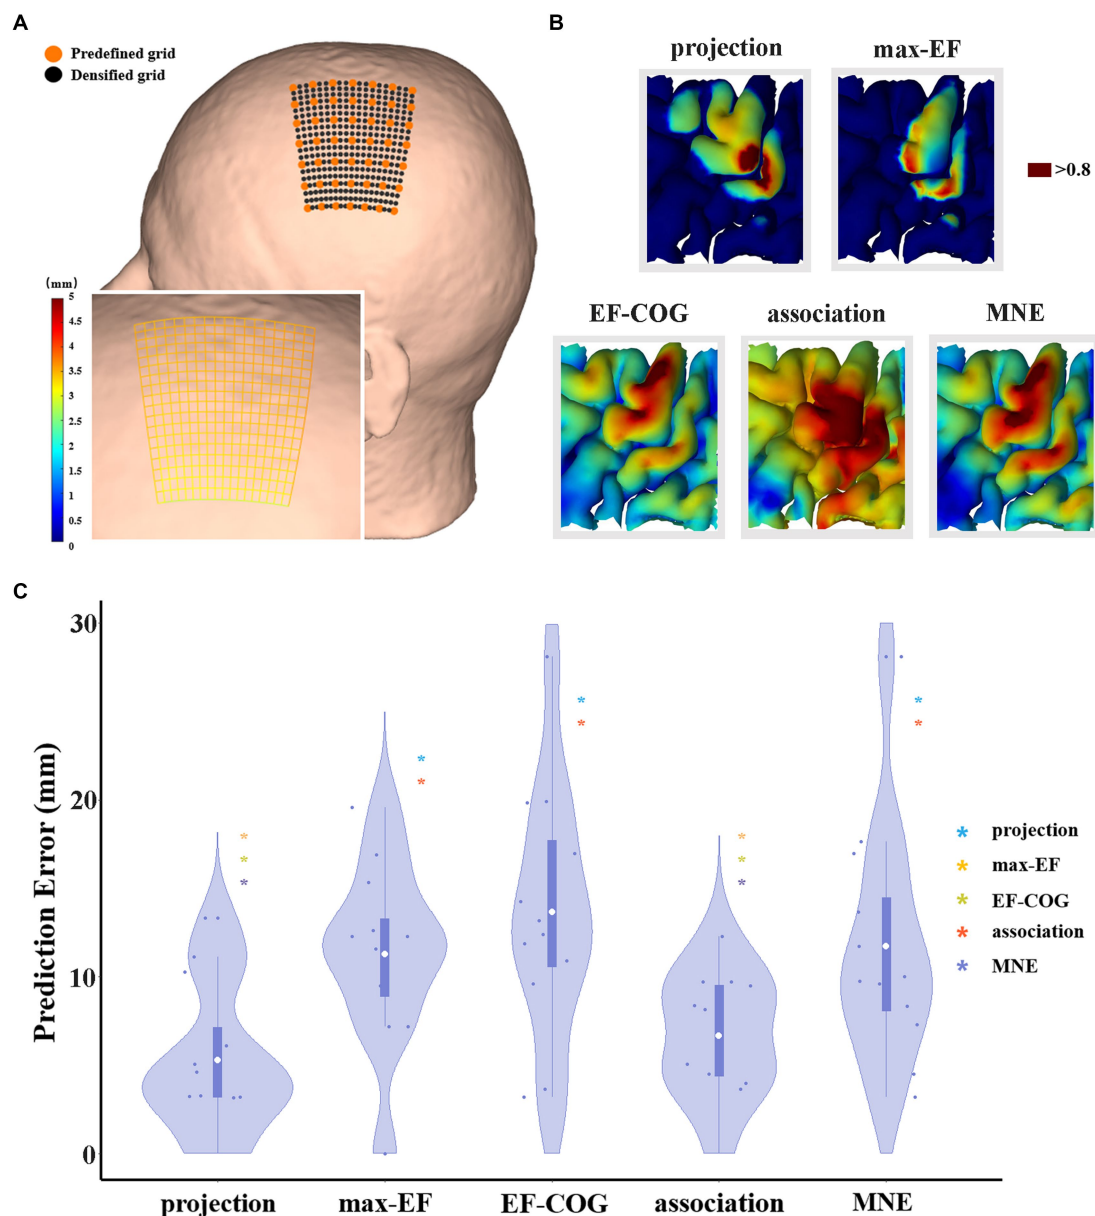 A
Predefined grid
Densified grid
(mm)
5
4.5
4
3.5
3
2.5
2
1.5
1
0.5
0
B
projection
max-EF
>0.8
EF-COG
association
MNE
C
Prediction Error (mm)
30
20
10
0
* * *
* *
* *
* * *
* *
* projection
* max-EF
* EF-COG
* association
* MNE
projection
max-EF
EF-COG
association
MNE